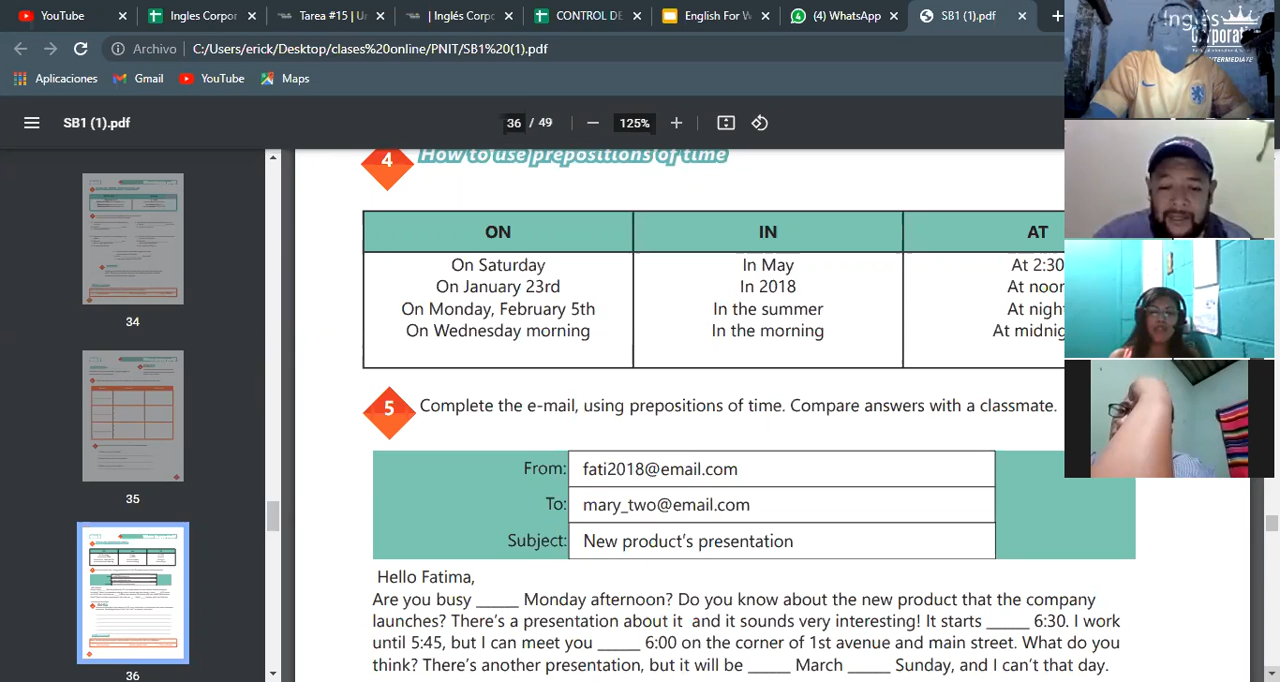 YouTube
Ingles Corpor
Tarea #15 | U
| Inglés Corpo
CONTROL DE
English For W
(4) WhatsApp
SB1 (1).pdf
Archivo
C:/Users/erick/Desktop/clases%20online/PNIT/SB1%20(1).pdf
Aplicaciones
Gmail
YouTube
Maps
SB1 (1).pdf
36 / 49
125%
Inglés
Corporati
INTERMEDIATE
34
35
36
4 How to use prepositions of time
ON IN AT
On Saturday In May At 2:30
On January 23rd In 2018 At noon
On Monday, February 5th In the summer At nigh
On Wednesday morning In the morning At midnig
5 Complete the e-mail, using prepositions of time. Compare answers with a classmate.
From: fati2018@email.com
To: mary_two@email.com
Subject: New product's presentation
Hello Fatima,
Are you busy _____ Monday afternoon? Do you know about the new product that the company
launches? There's a presentation about it and it sounds very interesting! It starts _____ 6:30. I work
until 5:45, but I can meet you _____ 6:00 on the corner of 1st avenue and main street. What do you
think? There's another presentation, but it will be _____ March _____ Sunday, and I can't that day.